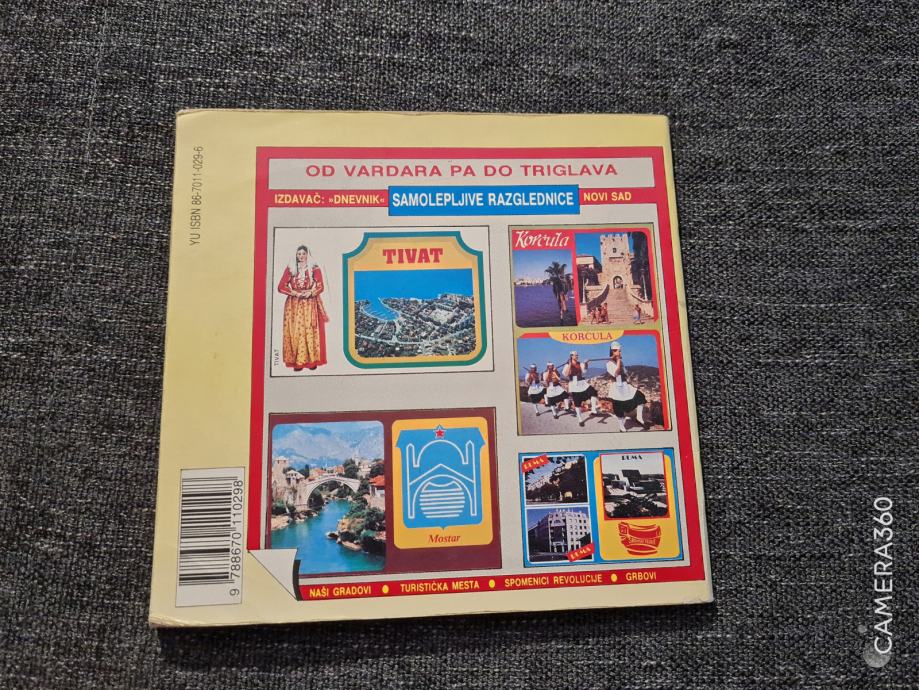 YU ISBN 86-7011-029-6
OD VARDARA PA DO TRIGLAVA
IZDAVAČ: »DNEVNIK« SAMOLEPLJIVE RAZGLEDNICE NOVI SAD
TIVAT
TIVAT
Korčula
KORČULA
Mostar
RUMA
RUMA
RUMA
9 788670 110298
NAŠI GRADOVI ● TURISTIČKA MESTA ● SPOMENICI REVOLUCIJE ● GRBOVI
CAMERA360